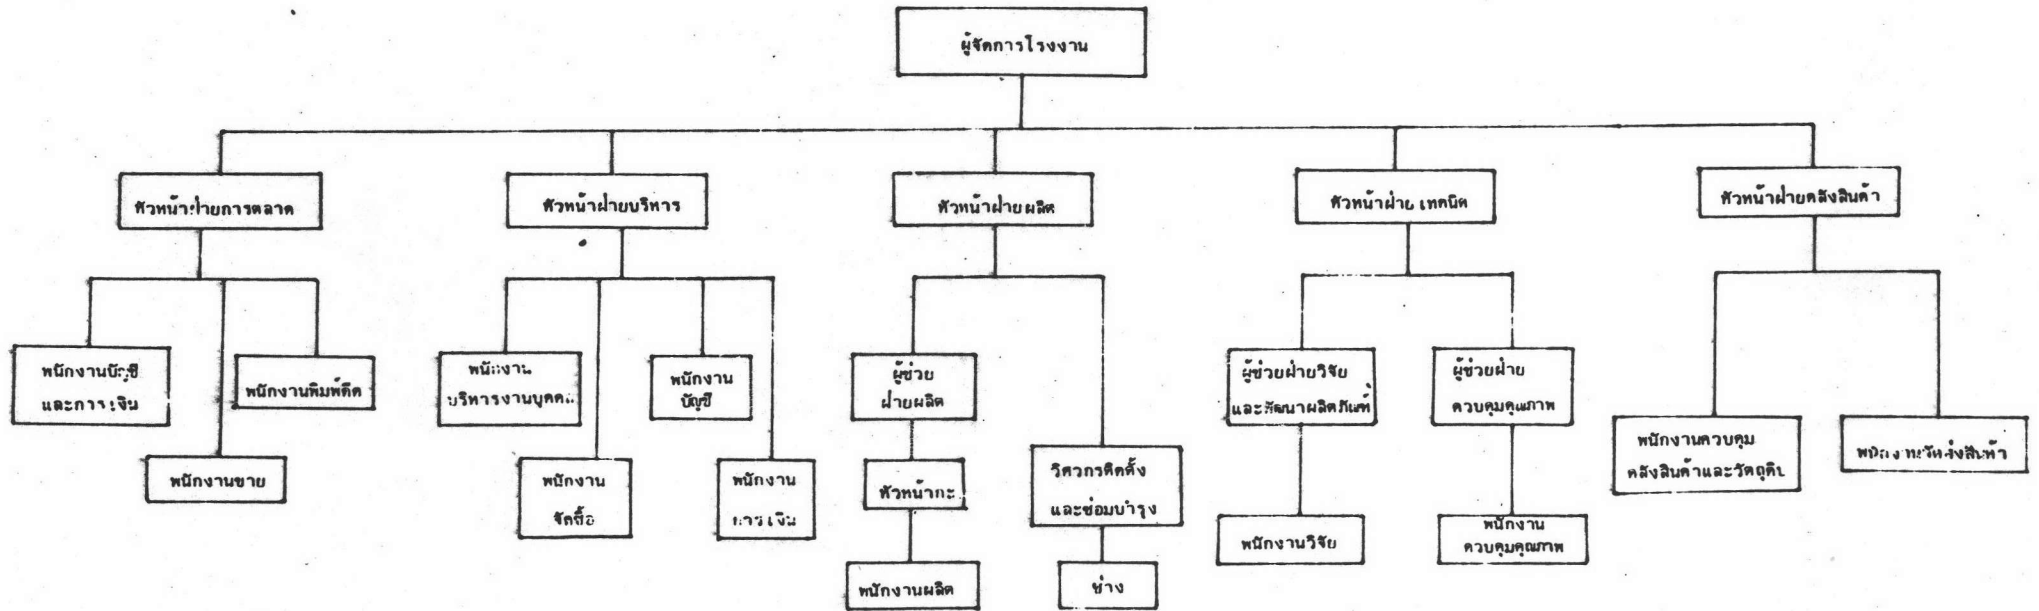 ผู้จัดการโรงงาน
หัวหน้าฝ่ายการตลาด
หัวหน้าฝ่ายบริหาร
หัวหน้าฝ่ายผลิต
หัวหน้าฝ่ายเทคนิค
หัวหน้าฝ่ายคลังสินค้า
พนักงานบัญชี
และการเงิน
พนักงานพิมพ์ดีด
พนักงานขาย
พนักงาน
บริหารงานบุคคล
พนักงาน
บัญชี
พนักงาน
จัดซื้อ
พนักงาน
การเงิน
ผู้ช่วย
ฝ่ายผลิต
หัวหน้ากะ
พนักงานผลิต
วิศวกรติดตั้ง
และซ่อมบำรุง
ช่าง
ผู้ช่วยฝ่ายวิจัย
และพัฒนาผลิตภัณฑ์
พนักงานวิจัย
ผู้ช่วยฝ่าย
ควบคุมคุณภาพ
พนักงาน
ควบคุมคุณภาพ
พนักงานควบคุม
คลังสินค้าและวัตถุดิบ
พนักงานจัดส่งสินค้า